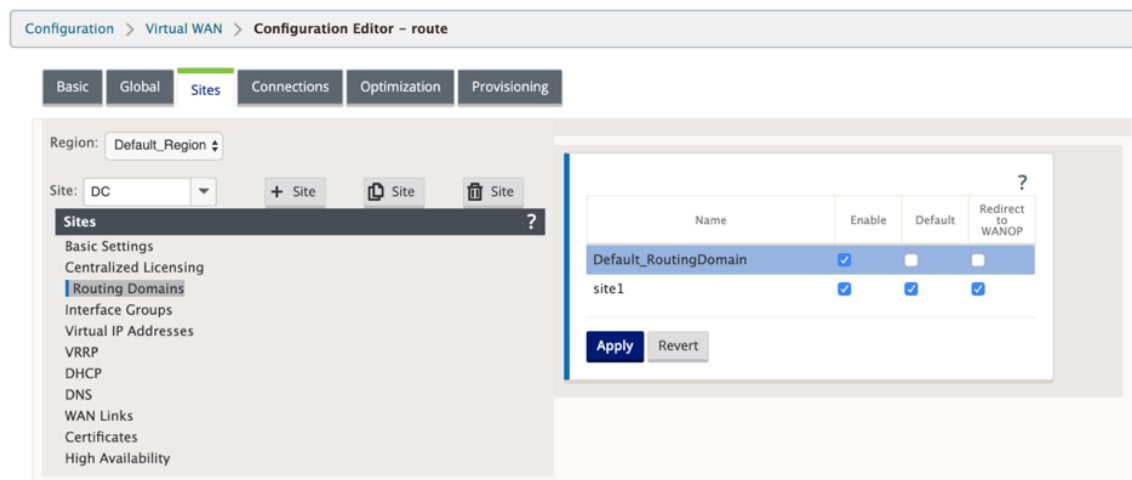 Configuration > Virtual WAN > Configuration Editor – route
Basic Global Sites Connections Optimization Provisioning
Region: Default_Region
Site: DC + Site Site Site
Sites ?
Basic Settings
Centralized Licensing
Routing Domains
Interface Groups
Virtual IP Addresses
VRRP
DHCP
DNS
WAN Links
Certificates
High Availability
?
Name Enable Default Redirect
to
WANOP
Default_RoutingDomain
site1
Apply Revert